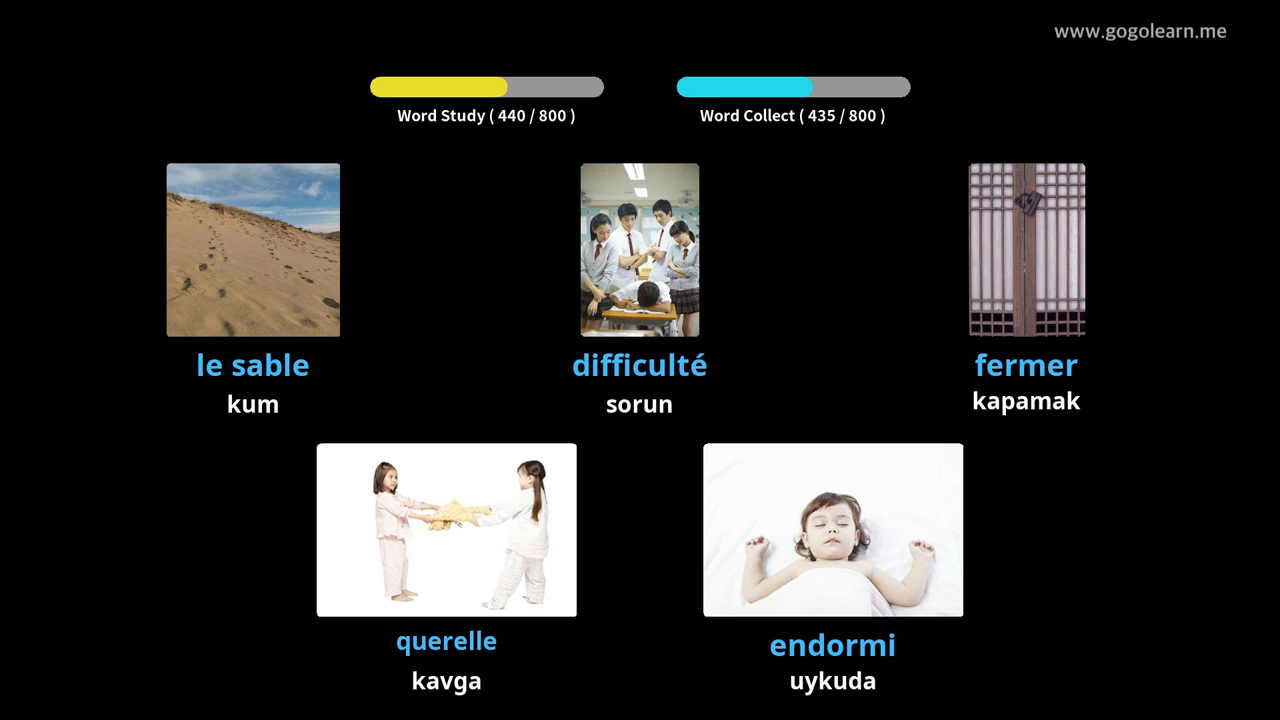 www.gogolearn.me
Word Study ( 440 / 800 )
Word Collect ( 435 / 800 )
le sable
kum
difficulté
sorun
fermer
kapamak
querelle
kavga
endormi
uykuda